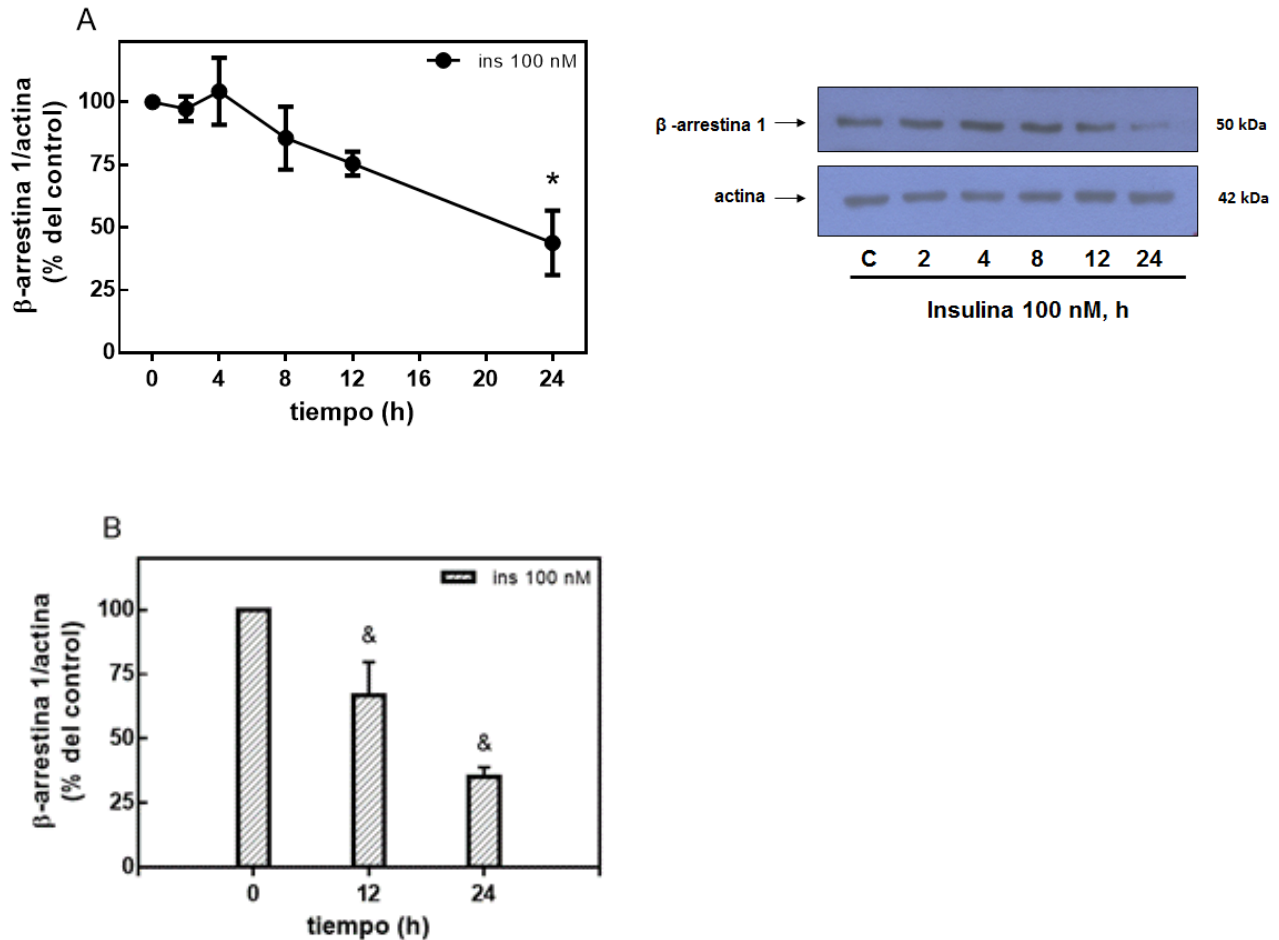 A
β-arrestina 1/actina
(% del control)
100
75
50
25
0
ins 100 nM
*
0 4 8 12 16 20 24
tiempo (h)
β -arrestina 1
50 kDa
actina
42 kDa
C 2 4 8 12 24
Insulina 100 nM, h
B
β-arrestina 1/actina
(% del control)
100
75
50
25
0
ins 100 nM
&
&
0 12 24
tiempo (h)